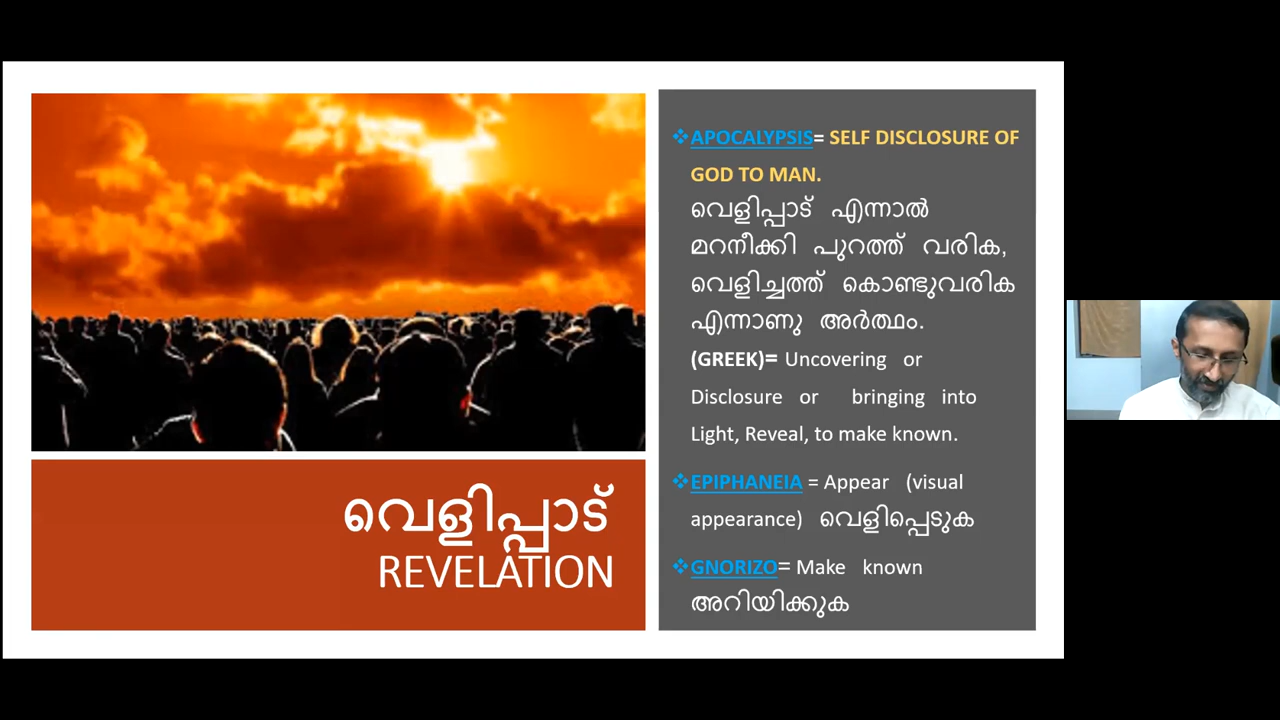 വെളിപ്പാട്
REVELATION
❖APOCALYPSIS= SELF DISCLOSURE OF
GOD TO MAN.
വെളിപ്പാട് എന്നാൽ
മറനീക്കി പുറത്ത് വരിക,
വെളിച്ചത്ത് കൊണ്ടുവരിക
എന്നാണു അർത്ഥം.
(GREEK)= Uncovering or
Disclosure or bringing into
Light, Reveal, to make known.
❖EPIPHANEIA = Appear (visual
appearance) വെളിപ്പെടുക
❖GNORIZO= Make known
അറിയിക്കുക